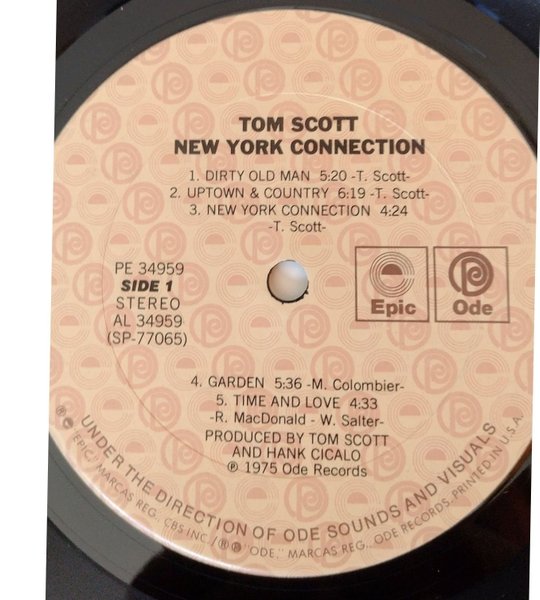 TOM SCOTT
NEW YORK CONNECTION
1. DIRTY OLD MAN 5:20 -T. Scott-
2. UPTOWN & COUNTRY 6:19 -T. Scott-
3. NEW YORK CONNECTION 4:24
-T. Scott-
PE 34959
SIDE 1
STEREO
AL 34959
(SP-77065)
Epic
Ode
4. GARDEN 5:36 -M. Colombier-
5. TIME AND LOVE 4:33
-R. MacDonald - W. Salter-
PRODUCED BY TOM SCOTT
AND HANK CICALO
℗ 1975 Ode Records
UNDER THE DIRECTION OF ODE SOUNDS AND VISUALS
"EPIC," MARCAS REG., CBS INC./ "ODE," MARCAS REG., ODE RECORDS, PRINTED IN U.S.A.